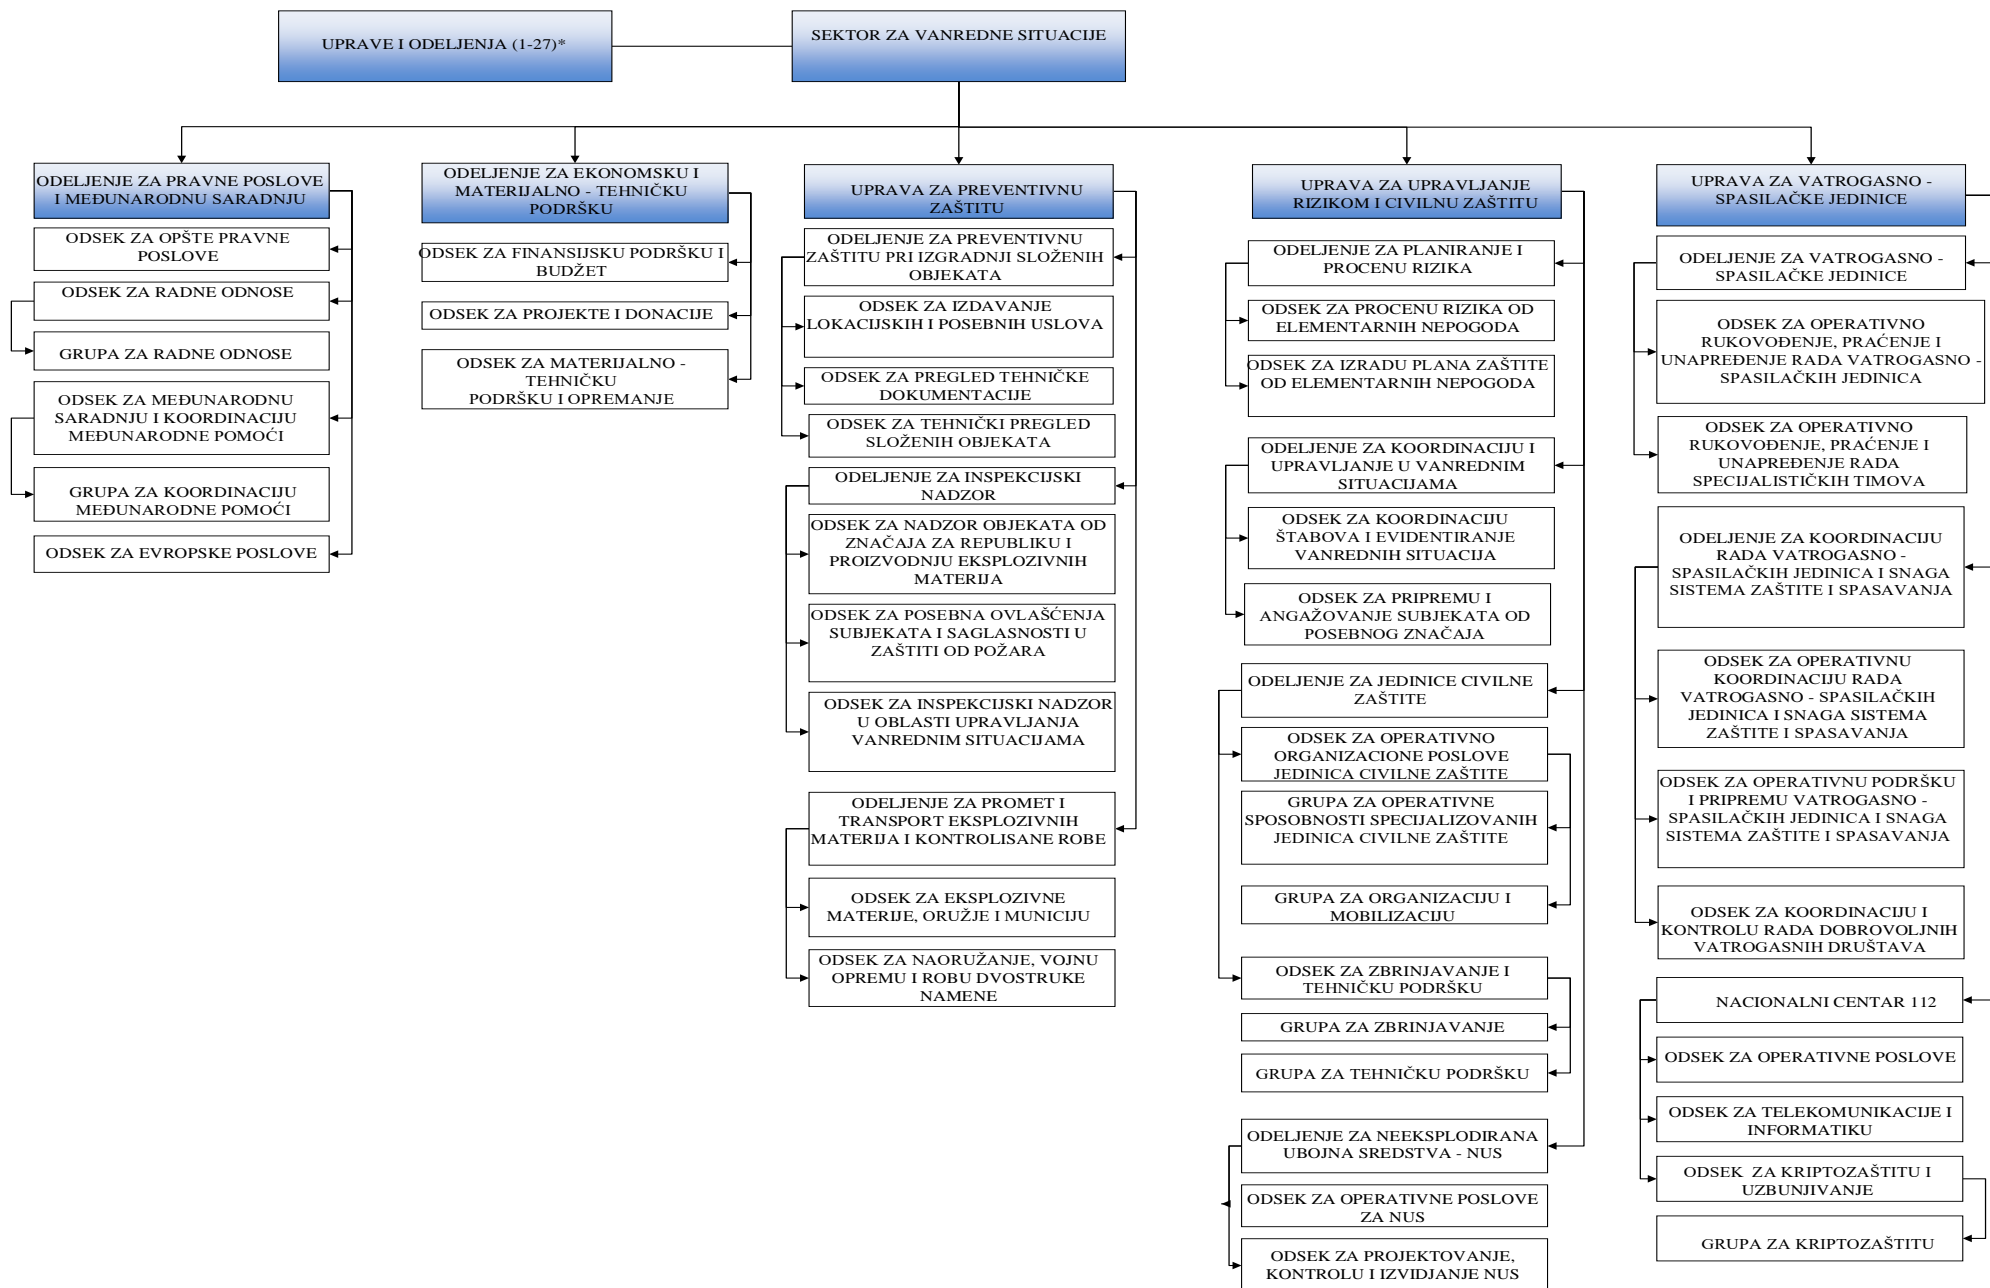 UPRAVE I ODELJENJA (1-27)*
SEKTOR ZA VANREDNE SITUACIJE
ODELJENJE ZA PRAVNE POSLOVE
I MEĐUNARODNU SARADNJU
ODSEK ZA OPŠTE PRAVNE
POSLOVE
ODSEK ZA RADNE ODNOSE
GRUPA ZA RADNE ODNOSE
ODSEK ZA MEĐUNARODNU
SARADNJU I KOORDINACIJU
MEĐUNARODNE POMOĆI
GRUPA ZA KOORDINACIJU
MEĐUNARODNE POMOĆI
ODSEK ZA EVROPSKE POSLOVE
ODELJENJE ZA EKONOMSKU I
MATERIJALNO - TEHNIČKU
PODRŠKU
ODSEK ZA FINANSIJSKU PODRŠKU I
BUDŽET
ODSEK ZA PROJEKTE I DONACIJE
ODSEK ZA MATERIJALNO -
TEHNIČKU
PODRŠKU I OPREMANJE
UPRAVA ZA PREVENTIVNU
ZAŠTITU
ODELJENJE ZA PREVENTIVNU
ZAŠTITU PRI IZGRADNJI SLOŽENIH
OBJEKATA
ODSEK ZA IZDAVANJE
LOKACIJSKIH I POSEBNIH USLOVA
ODSEK ZA PREGLED TEHNIČKE
DOKUMENTACIJE
ODSEK ZA TEHNIČKI PREGLED
SLOŽENIH OBJEKATA
ODELJENJE ZA INSPEKCIJSKI
NADZOR
ODSEK ZA NADZOR OBJEKATA OD
ZNAČAJA ZA REPUBLIKU I
PROIZVODNJU EKSPLOZIVNIH
MATERIJA
ODSEK ZA POSEBNA OVLAŠĆENJA
SUBJEKATA I SAGLASNOSTI U
ZAŠTITI OD POŽARA
ODSEK ZA INSPEKCIJSKI NADZOR
U OBLASTI UPRAVLJANJA
VANREDNIM SITUACIJAMA
ODELJENJE ZA PROMET I
TRANSPORT EKSPLOZIVNIH
MATERIJA I KONTROLISANE ROBE
ODSEK ZA EKSPLOZIVNE
MATERIJE, ORUŽJE I MUNICIJU
ODSEK ZA NAORUŽANJE, VOJNU
OPREMU I ROBU DVOSTRUKE
NAMENE
UPRAVA ZA UPRAVLJANJE
RIZIKOM I CIVILNU ZAŠTITU
ODELJENJE ZA PLANIRANJE I
PROCENU RIZIKA
ODSEK ZA PROCENU RIZIKA OD
ELEMENTARNIH NEPOGODA
ODSEK ZA IZRADU PLANA ZAŠTITE
OD ELEMENTARNIH NEPOGODA
ODELJENJE ZA KOORDINACIJU I
UPRAVLJANJE U VANREDNIM
SITUACIJAMA
ODSEK ZA KOORDINACIJU
ŠTABOVA I EVIDENTIRANJE
VANREDNIH SITUACIJA
ODSEK ZA PRIPREMU I
ANGAŽOVANJE SUBJEKATA OD
POSEBNOG ZNAČAJA
ODELJENJE ZA JEDINICE CIVILNE
ZAŠTITE
ODSEK ZA OPERATIVNO
ORGANIZACIONE POSLOVE
JEDINICA CIVILNE ZAŠTITE
GRUPA ZA OPERATIVNE
SPOSOBNOSTI SPECIJALIZOVANIH
JEDINICA CIVILNE ZAŠTITE
GRUPA ZA ORGANIZACIJU I
MOBILIZACIJU
ODSEK ZA ZBRINJAVANJE I
TEHNIČKU PODRŠKU
GRUPA ZA ZBRINJAVANJE
GRUPA ZA TEHNIČKU PODRŠKU
ODELJENJE ZA NEEKSPLODIRANA
UBOJNA SREDSTVA - NUS
ODSEK ZA OPERATIVNE POSLOVE
ZA NUS
ODSEK ZA PROJEKTOVANJE,
KONTROLU I IZVIDJANJE NUS
UPRAVA ZA VATROGASNO -
SPASILAČKE JEDINICE
ODELJENJE ZA VATROGASNO -
SPASILAČKE JEDINICE
ODSEK ZA OPERATIVNO
RUKOVOĐENJE, PRAĆENJE I
UNAPREĐENJE RADA VATROGASNO -
SPASILAČKIH JEDINICA
ODSEK ZA OPERATIVNO
RUKOVOĐENJE, PRAĆENJE I
UNAPREĐENJE RADA
SPECIJALISTIČKIH TIMOVA
ODELJENJE ZA KOORDINACIJU
RADA VATROGASNO -
SPASILAČKIH JEDINICA I SNAGA
SISTEMA ZAŠTITE I SPASAVANJA
ODSEK ZA OPERATIVNU
KOORDINACIJU RADA
VATROGASNO - SPASILAČKIH
JEDINICA I SNAGA SISTEMA
ZAŠTITE I SPASAVANJA
ODSEK ZA OPERATIVNU PODRŠKU
I PRIPREMU VATROGASNO -
SPASILAČKIH JEDINICA I SNAGA
SISTEMA ZAŠTITE I SPASAVANJA
ODSEK ZA KOORDINACIJU I
KONTROLU RADA DOBROVOLJNIH
VATROGASNIH DRUŠTAVA
NACIONALNI CENTAR 112
ODSEK ZA OPERATIVNE POSLOVE
ODSEK ZA TELEKOMUNIKACIJE I
INFORMATIKU
ODSEK ZA KRIPTOZAŠTITU I
UZBUNJIVANJE
GRUPA ZA KRIPTOZAŠTITU